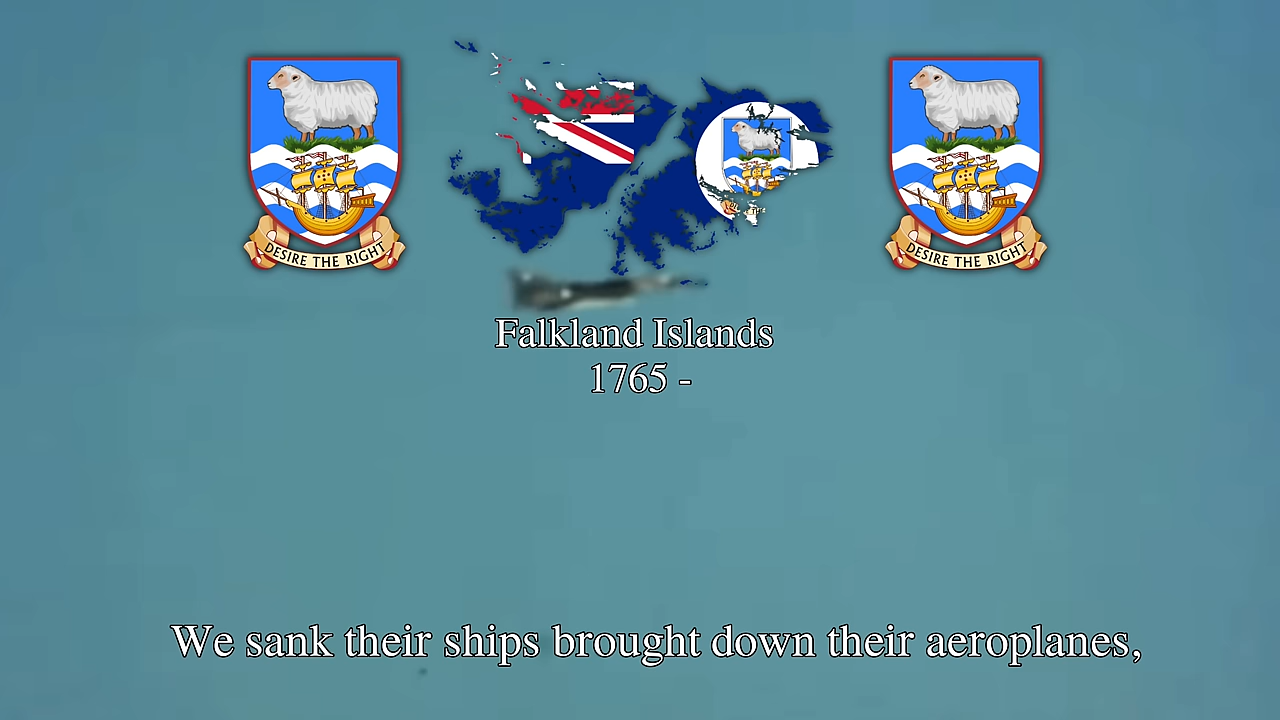 DESIRE THE RIGHT
DESIRE THE RIGHT
Falkland Islands
1765 -
We sank their ships brought down their aeroplanes,